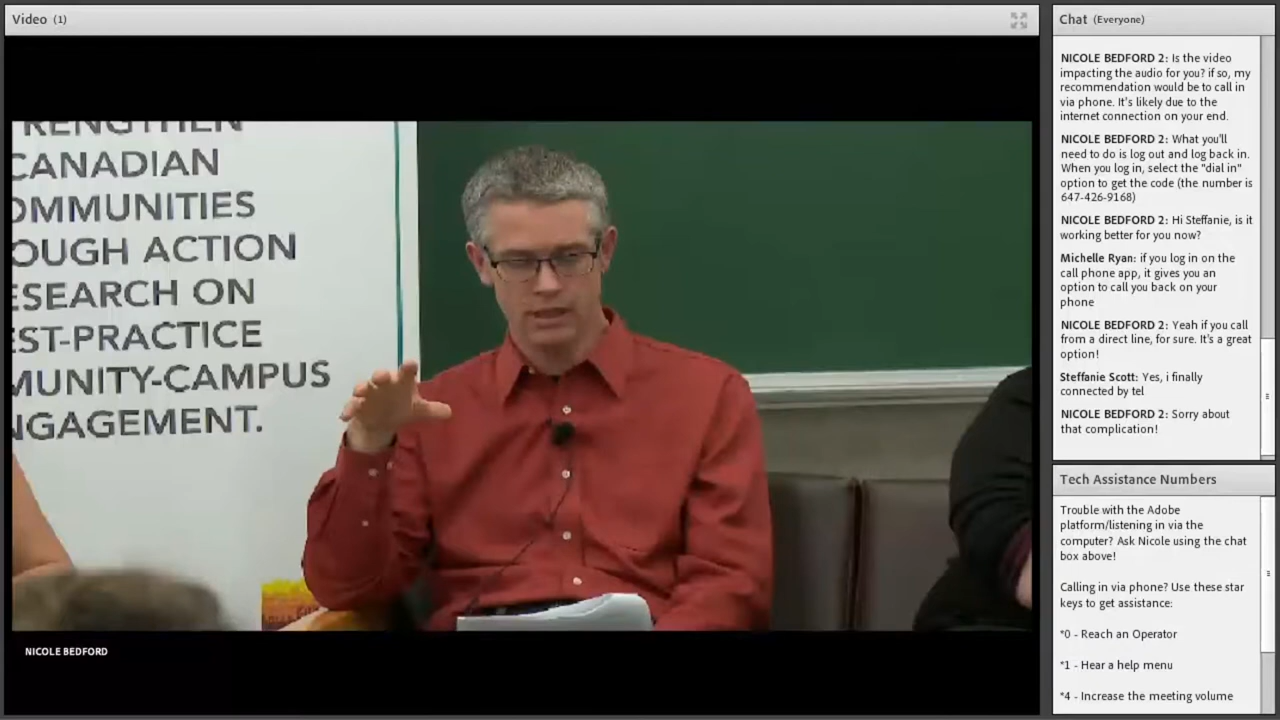 Video (1)
RENGTHEN
CANADIAN
OMMUNITIES
OUGH ACTION
ESEARCH ON
EST-PRACTICE
MUNITY-CAMPUS
NGAGEMENT.
NICOLE BEDFORD
Chat (Everyone)
NICOLE BEDFORD 2: Is the video
impacting the audio for you? if so, my
recommendation would be to call in
via phone. It's likely due to the
internet connection on your end.
NICOLE BEDFORD 2: What you'll
need to do is log out and log back in.
When you log in, select the "dial in"
option to get the code (the number is
647-426-9168)
NICOLE BEDFORD 2: Hi Steffanie, is it
working better for you now?
Michelle Ryan: if you log in on the
call phone app, it gives you an
option to call you back on your
phone
NICOLE BEDFORD 2: Yeah if you call
from a direct line, for sure. It's a great
option!
Steffanie Scott: Yes, i finally
connected by tel
NICOLE BEDFORD 2: Sorry about
that complication!
Tech Assistance Numbers
Trouble with the Adobe
platform/listening in via the
computer? Ask Nicole using the chat
box above!
Calling in via phone? Use these star
keys to get assistance:
*0 - Reach an Operator
*1 - Hear a help menu
*4 - Increase the meeting volume